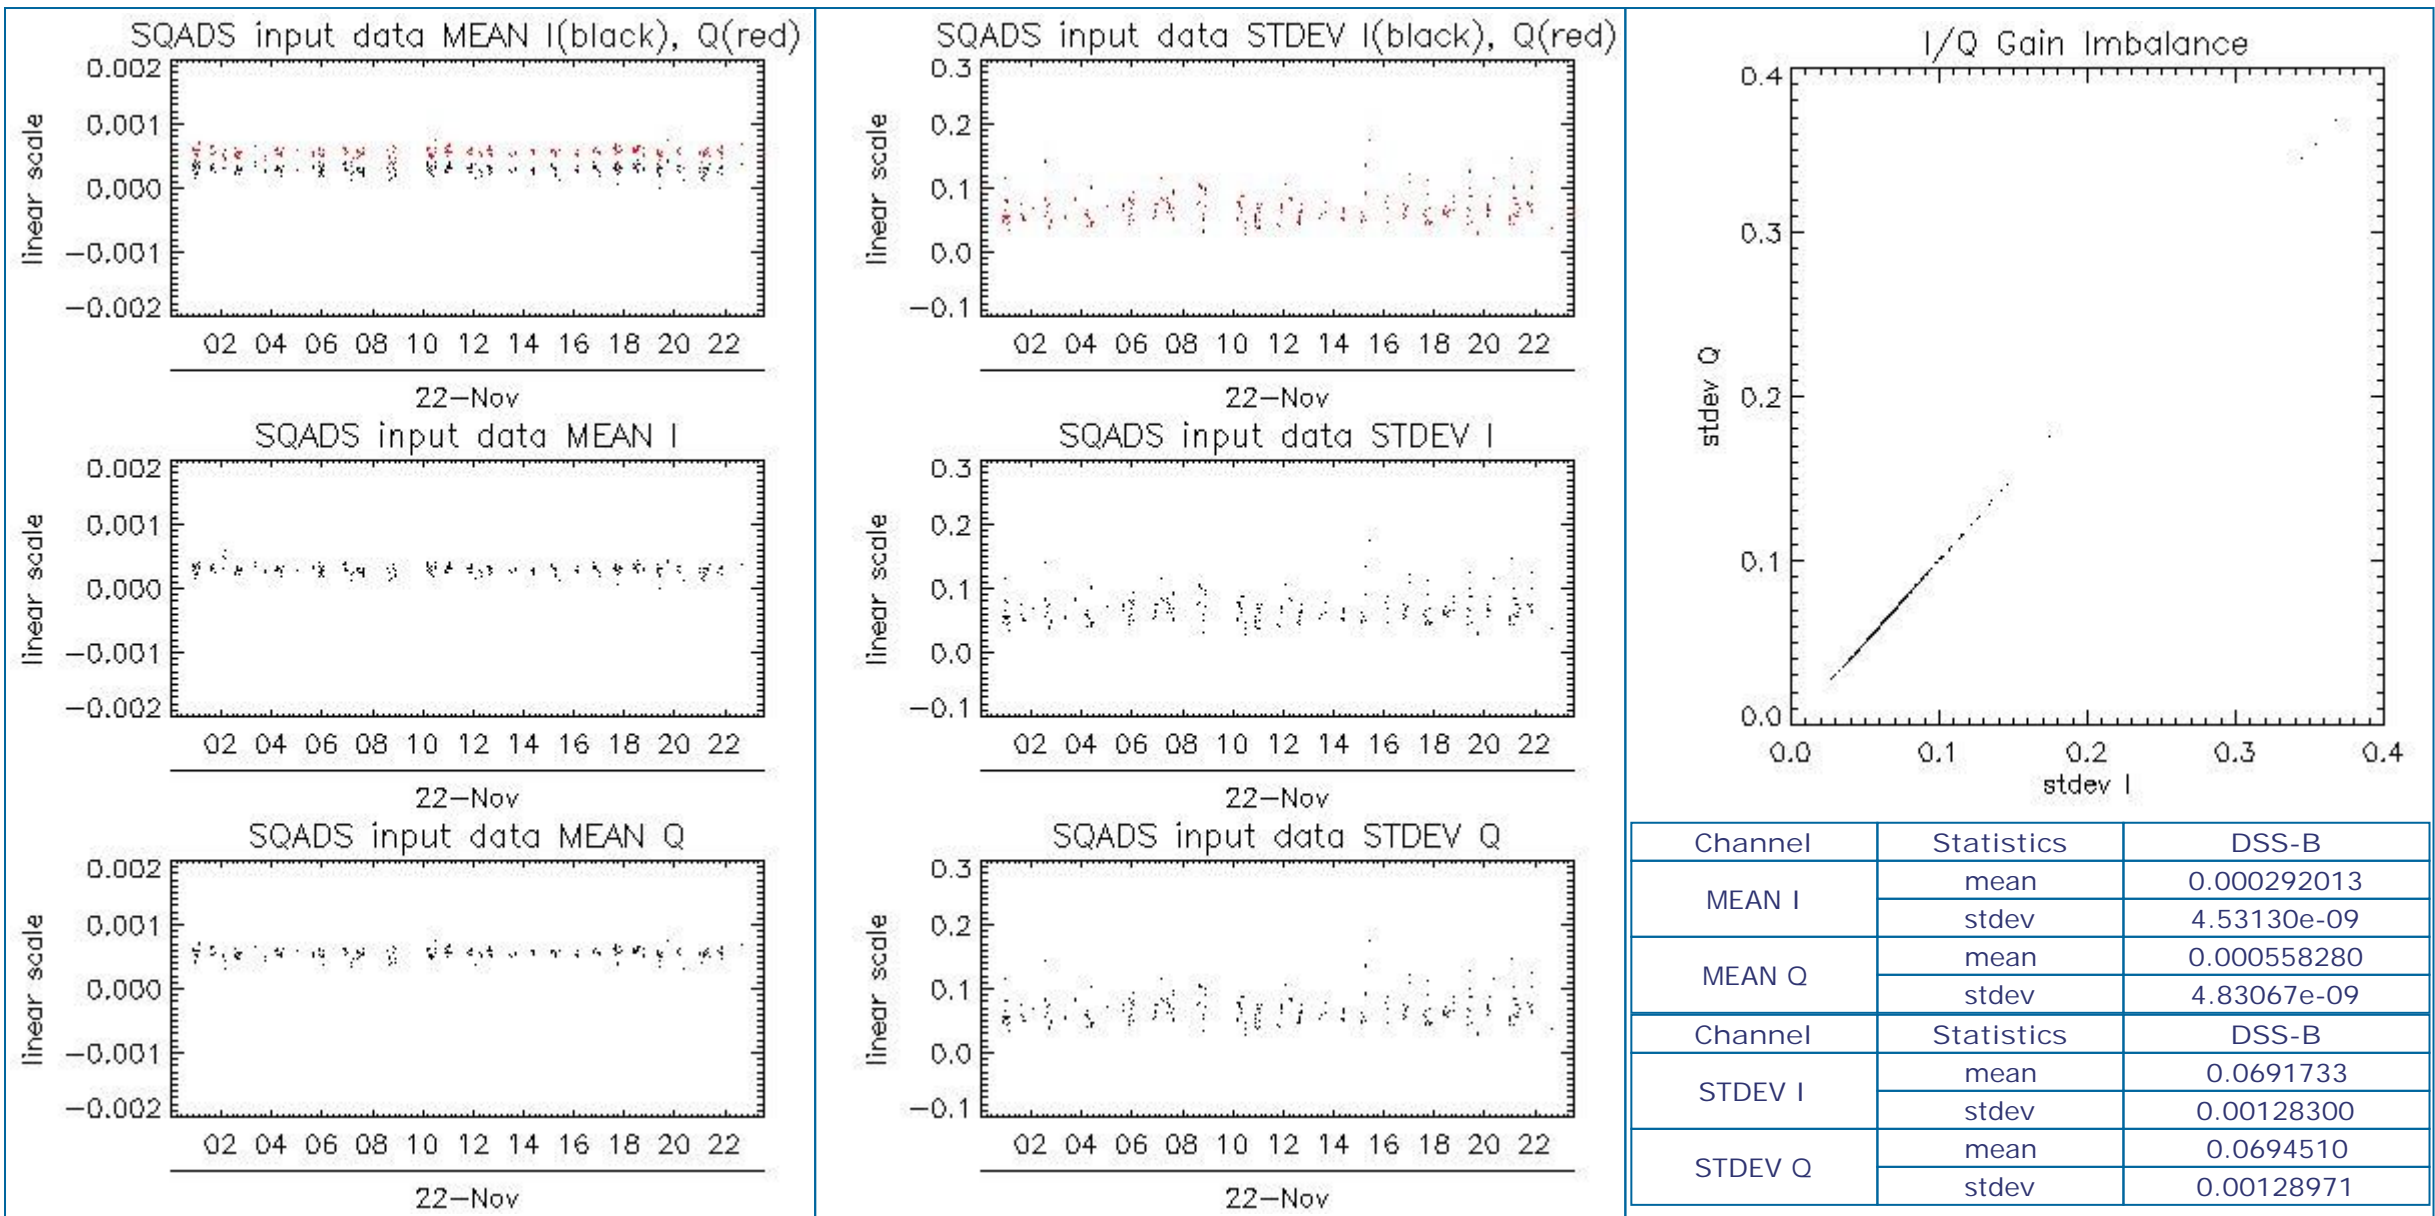 SQADS input data MEAN I(black), Q(red)
0.002
0.001
0.000
−0.001
−0.002
linear scale
02 04 06 08 10 12 14 16 18 20 22
22−Nov
SQADS input data MEAN I
0.002
0.001
0.000
−0.001
−0.002
linear scale
02 04 06 08 10 12 14 16 18 20 22
22−Nov
SQADS input data MEAN Q
0.002
0.001
0.000
−0.001
−0.002
linear scale
02 04 06 08 10 12 14 16 18 20 22
22−Nov
SQADS input data STDEV I(black), Q(red)
0.3
0.2
0.1
0.0
−0.1
linear scale
02 04 06 08 10 12 14 16 18 20 22
22−Nov
SQADS input data STDEV I
0.3
0.2
0.1
0.0
−0.1
linear scale
02 04 06 08 10 12 14 16 18 20 22
22−Nov
SQADS input data STDEV Q
0.3
0.2
0.1
0.0
−0.1
linear scale
02 04 06 08 10 12 14 16 18 20 22
22−Nov
I/Q Gain Imbalance
0.4
0.3
0.2
0.1
0.0
stdev Q
0.0 0.1 0.2 0.3 0.4
stdev I
Channel Statistics DSS-B
MEAN I mean 0.000292013
stdev 4.53130e-09
MEAN Q mean 0.000558280
stdev 4.83067e-09
Channel Statistics DSS-B
STDEV I mean 0.0691733
stdev 0.00128300
STDEV Q mean 0.0694510
stdev 0.00128971